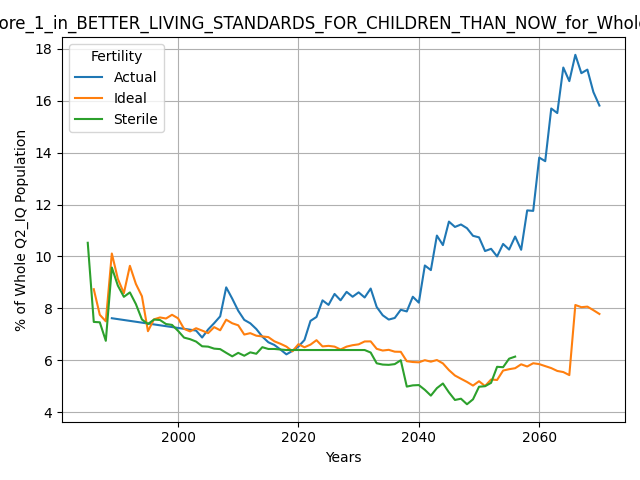 ore_1_in_BETTER_LIVING_STANDARDS_FOR_CHILDREN_THAN_NOW_for_Whole
% of Whole Q2_IQ Population
18
16
14
12
10
8
6
4
Fertility
Actual
Ideal
Sterile
2000
2020
2040
2060
Years